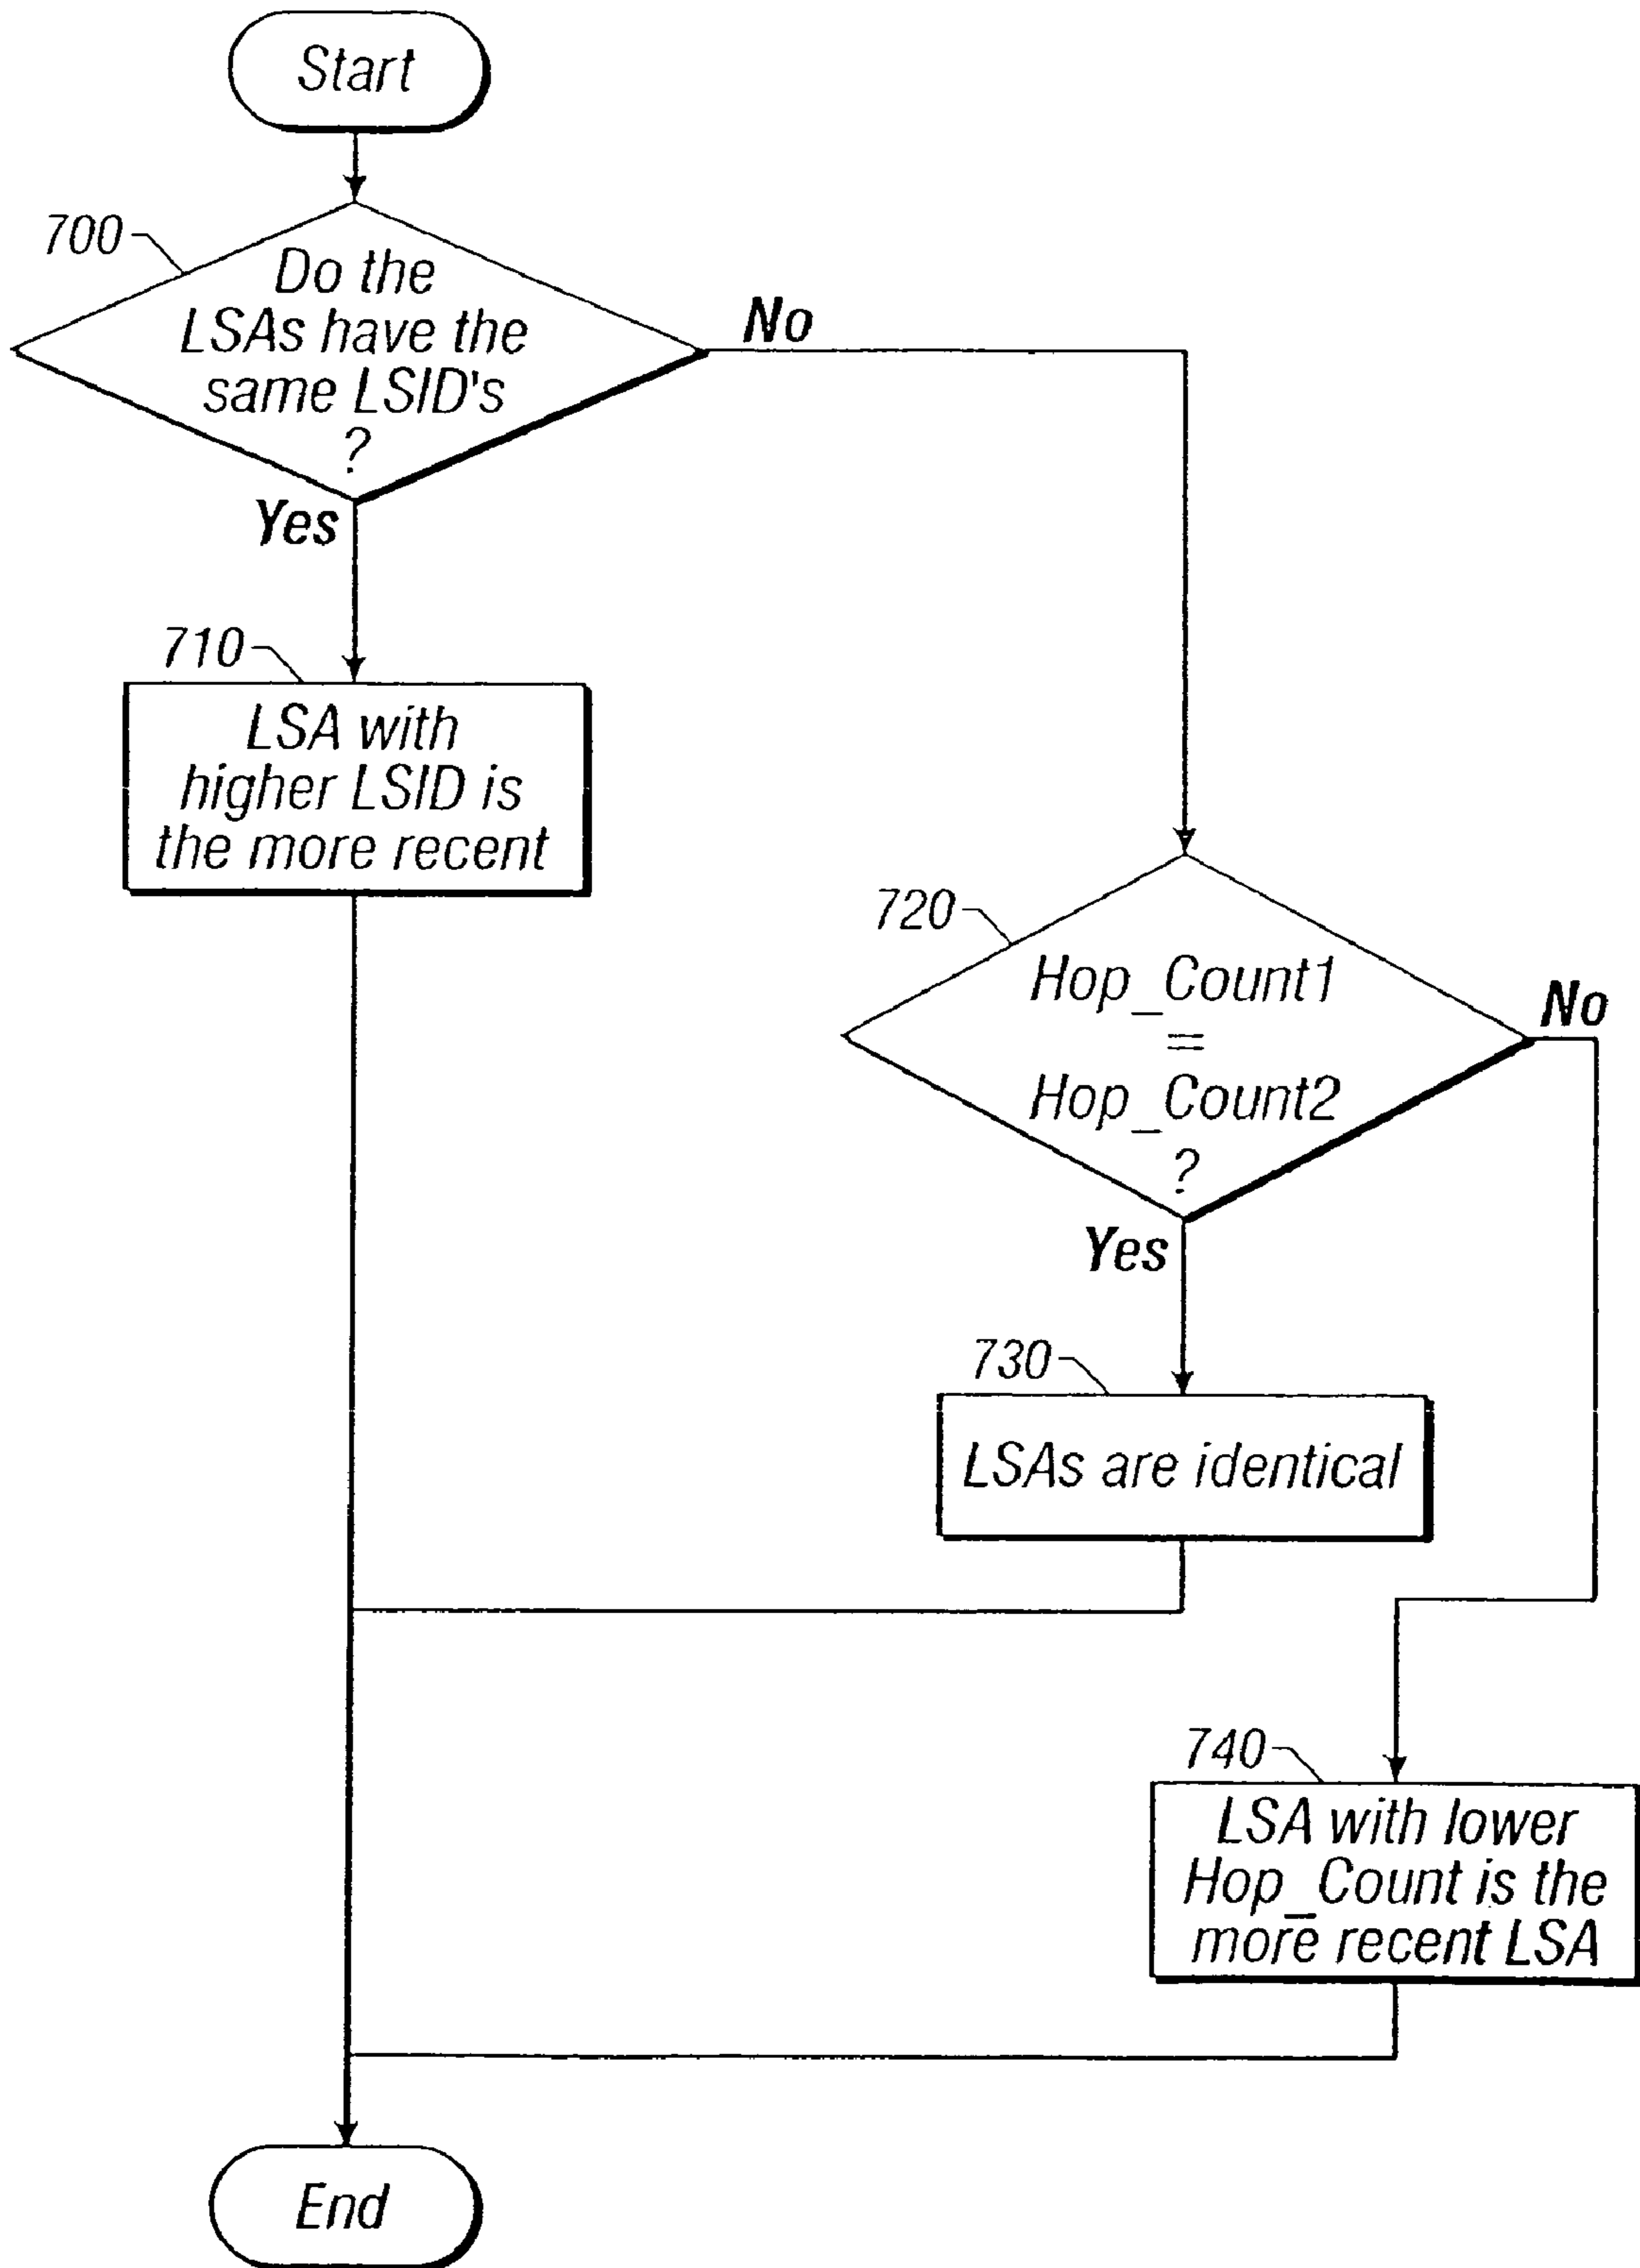 Start
700
Do the
LSAs have the
same LSID's
?
No
Yes
710
LSA with
higher LSID is
the more recent
720
Hop_Count1
=
Hop_Count2
?
No
Yes
730
LSAs are identical
740
LSA with lower
Hop_Count is the
more recent LSA
End